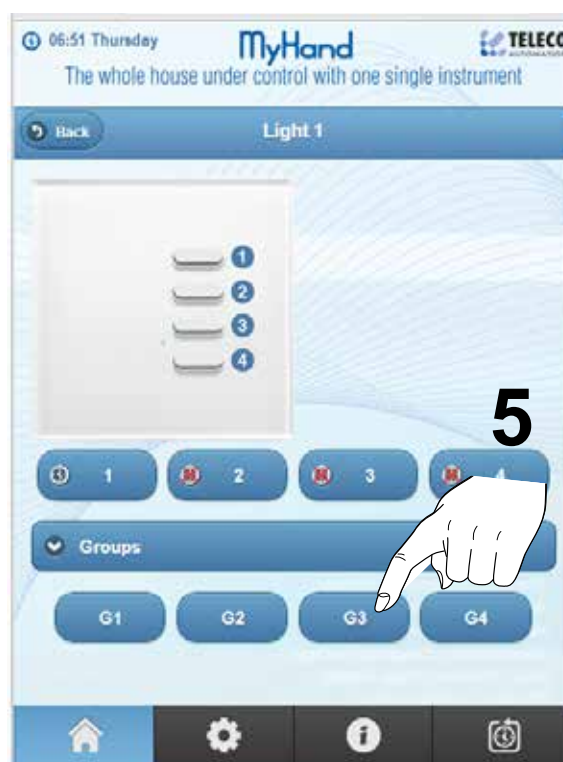 06:51 Thursday
MyHand
TELECO
The whole house under control with one single instrument
Back
Light 1
1
2
3
4
5
1
2
3
4
Groups
G1
G2
G3
G4